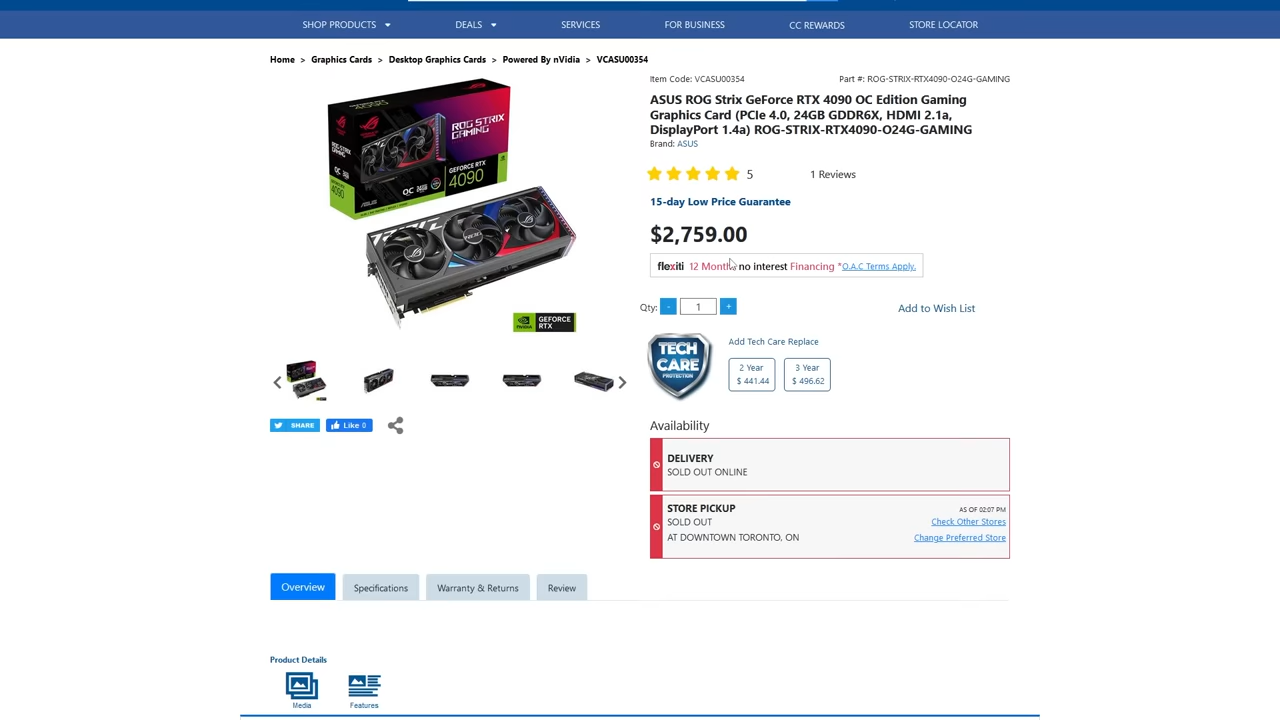 SHOP PRODUCTS
DEALS
SERVICES
FOR BUSINESS
CC REWARDS
STORE LOCATOR
Home > Graphics Cards > Desktop Graphics Cards > Powered By nVidia > VCASU00354
Item Code: VCASU00354
Part #: ROG-STRIX-RTX4090-O24G-GAMING
ASUS ROG Strix GeForce RTX 4090 OC Edition Gaming
Graphics Card (PCIe 4.0, 24GB GDDR6X, HDMI 2.1a,
DisplayPort 1.4a) ROG-STRIX-RTX4090-O24G-GAMING
Brand: ASUS
5
1 Reviews
15-day Low Price Guarantee
$2,759.00
flexiti 12 Months no interest Financing *O.A.C Terms Apply.
Qty: - 1 +
Add to Wish List
TECH
CARE
PROTECTION
Add Tech Care Replace
2 Year
$ 441.44
3 Year
$ 496.62
ROG STRIX
GAMING
GEFORCE RTX
4090
OC
GEFORCE
RTX
SHARE
Like 0
Availability
DELIVERY
SOLD OUT ONLINE
STORE PICKUP
AS OF 02:07 PM
SOLD OUT
Check Other Stores
AT DOWNTOWN TORONTO, ON
Change Preferred Store
Overview
Specifications
Warranty & Returns
Review
Product Details
Media
Features